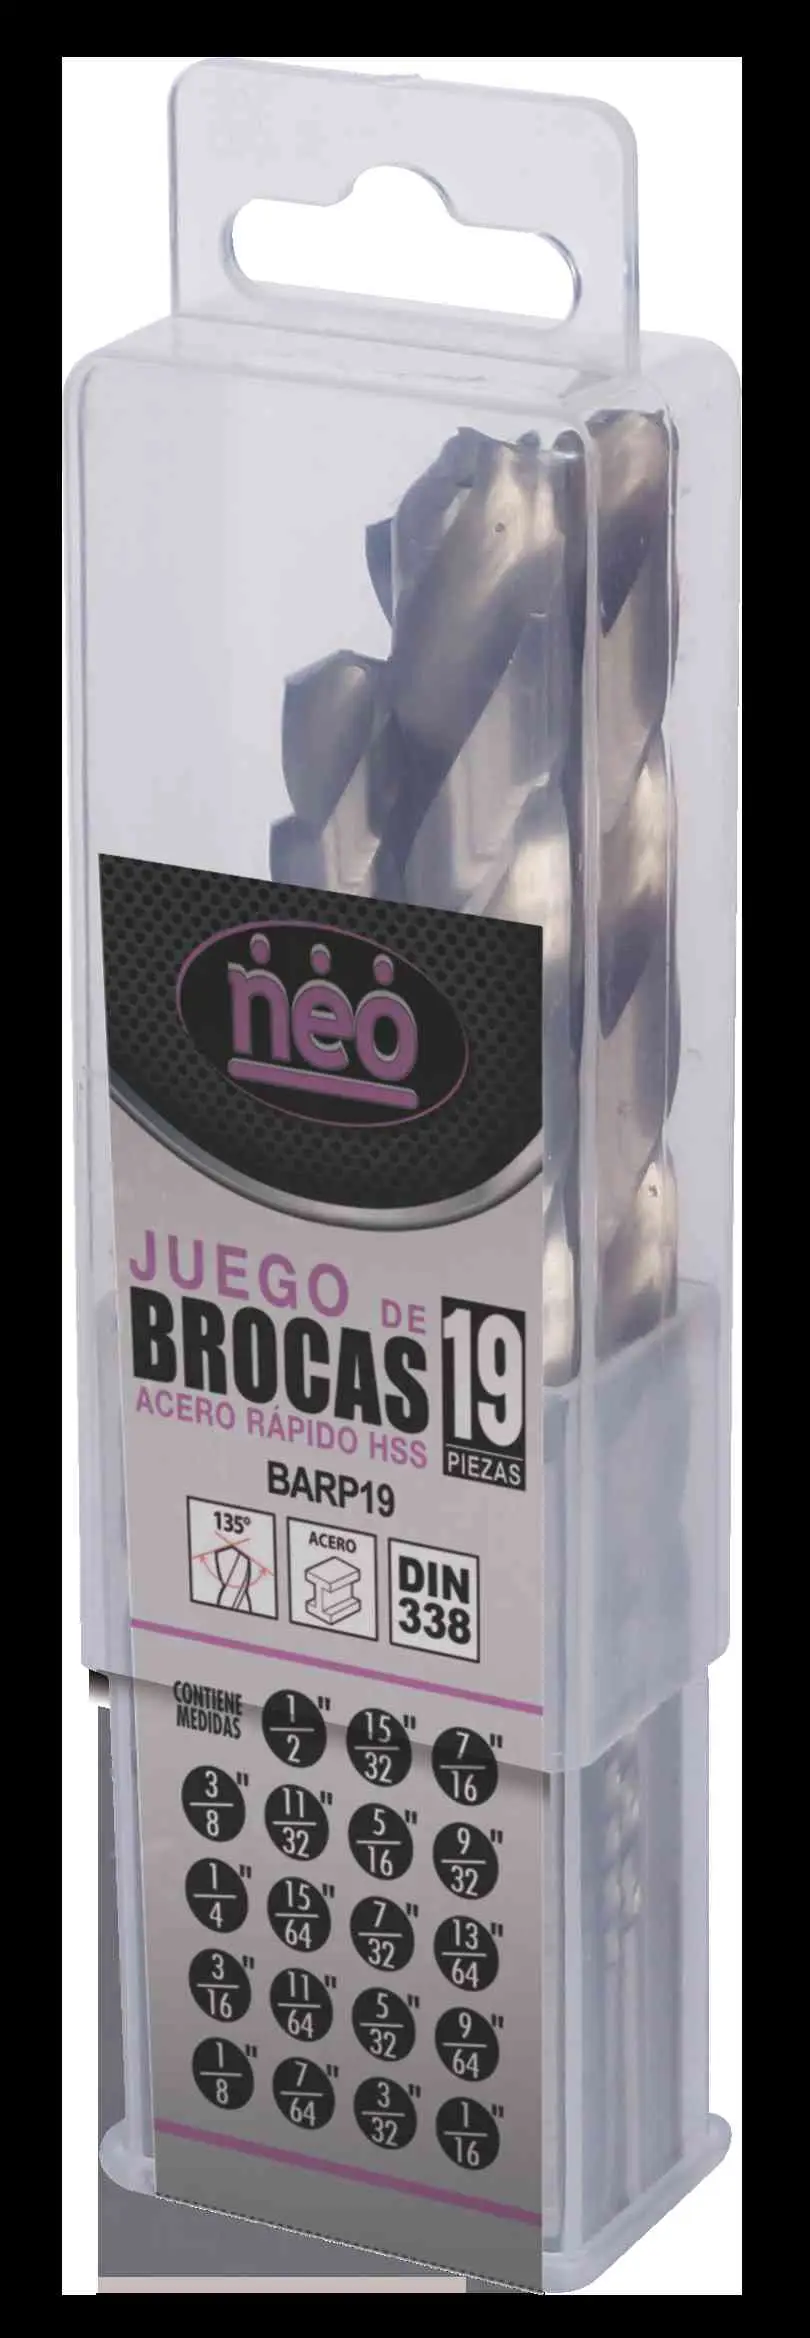 neo
JUEGO DE
BROCAS
ACERO RÁPIDO HSS
19
PIEZAS
BARP19
135°
ACERO
DIN
338
CONTIENE
MEDIDAS
1/2" 15/32" 7/16"
3/8" 11/32" 5/16" 9/32"
1/4" 15/64" 7/32" 13/64"
3/16" 11/64" 5/32" 9/64"
1/8" 7/64" 3/32" 1/16"